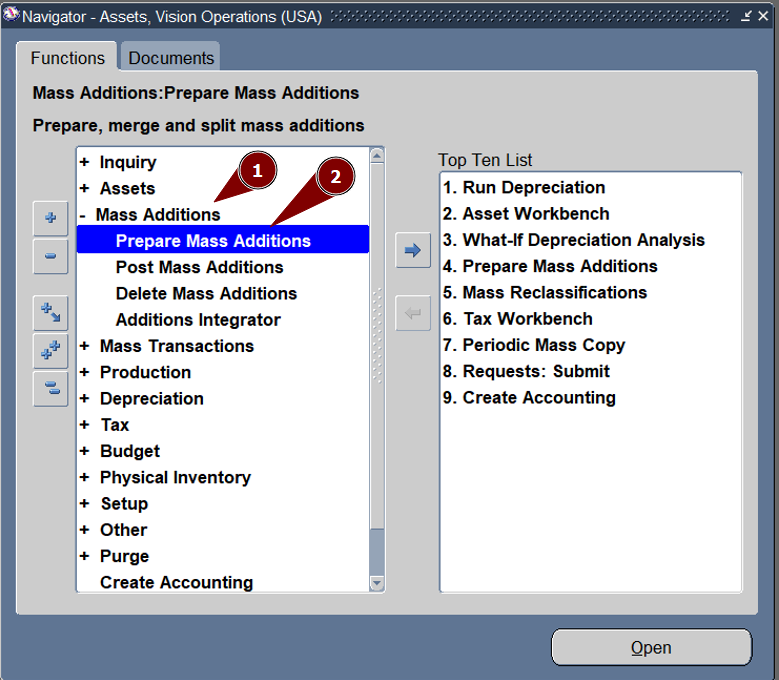 Navigator - Assets, Vision Operations (USA)
Functions
Documents
Mass Additions:Prepare Mass Additions
Prepare, merge and split mass additions
+ Inquiry
+ Assets
- Mass Additions
Prepare Mass Additions
Post Mass Additions
Delete Mass Additions
Additions Integrator
+ Mass Transactions
+ Production
+ Depreciation
+ Tax
+ Budget
+ Physical Inventory
+ Setup
+ Other
+ Purge
Create Accounting
1
2
Top Ten List
1. Run Depreciation
2. Asset Workbench
3. What-If Depreciation Analysis
4. Prepare Mass Additions
5. Mass Reclassifications
6. Tax Workbench
7. Periodic Mass Copy
8. Requests: Submit
9. Create Accounting
Open